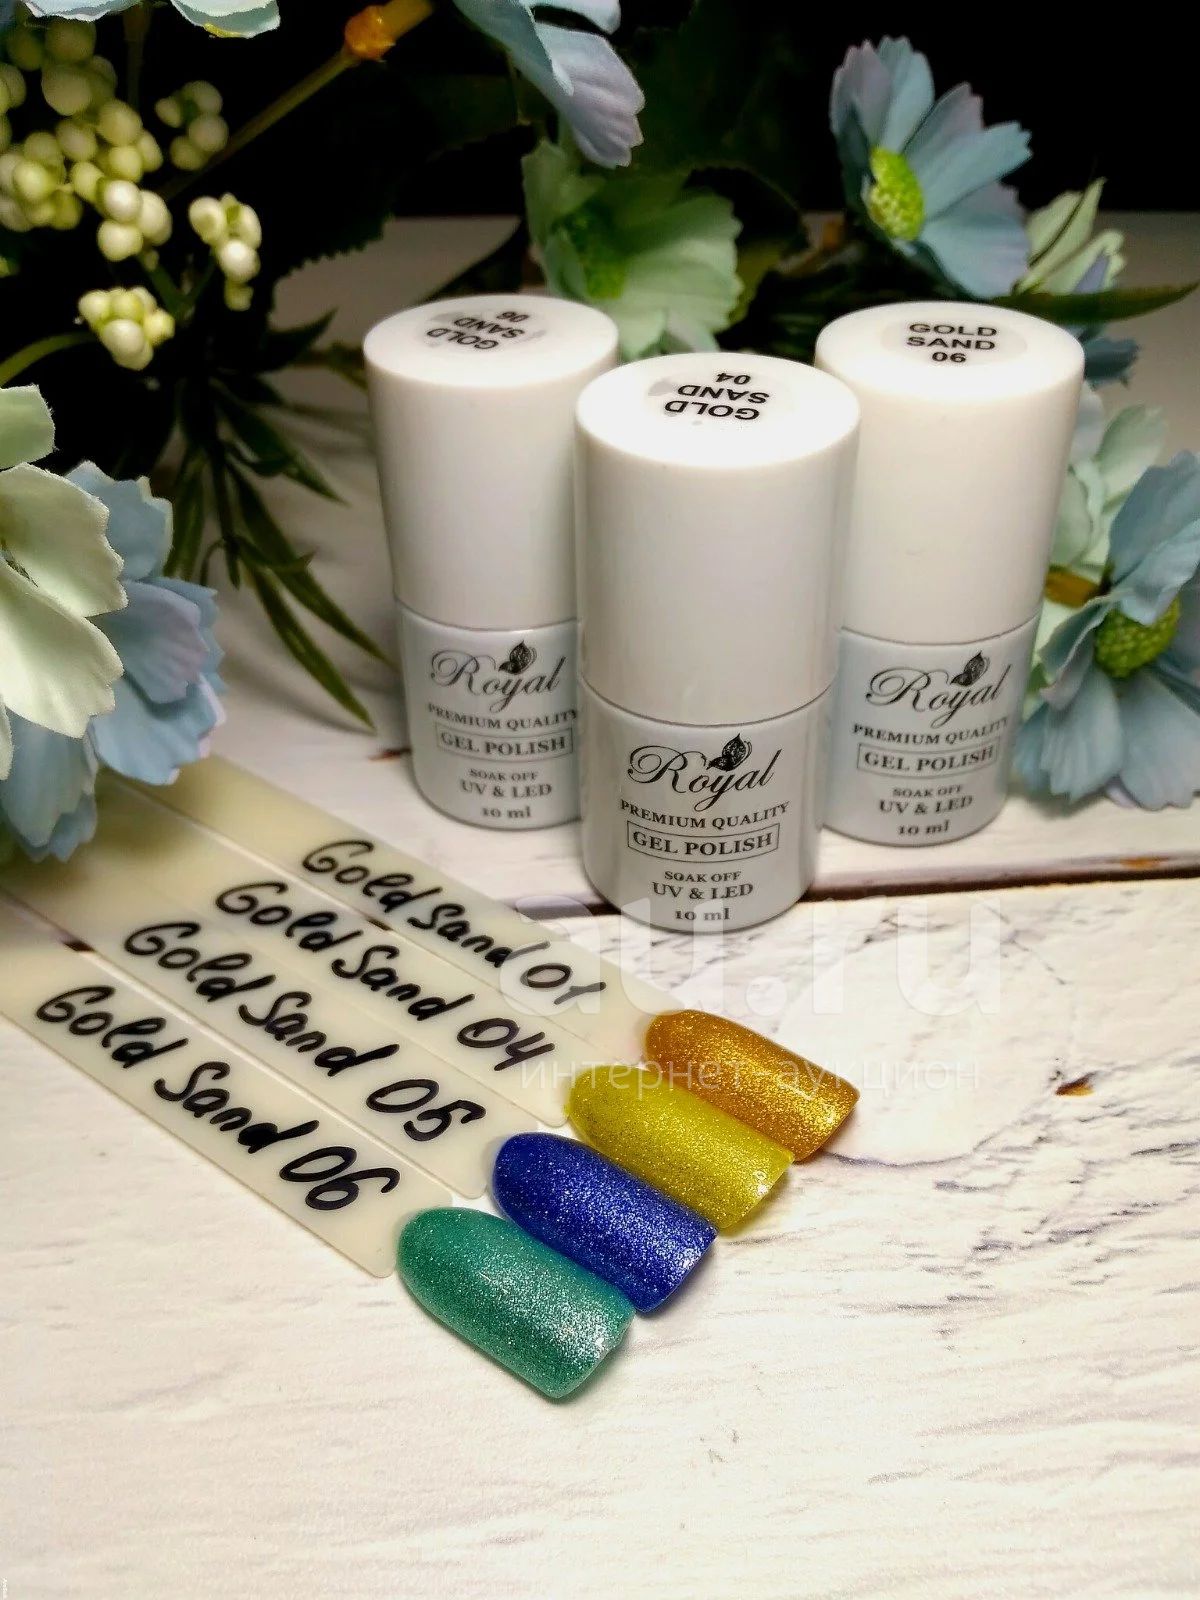 GOLD
SAND
06
GOLD
SAND
04
GOLD
SAND
06
Royal
PREMIUM QUALITY
GEL POLISH
SOAK OFF
UV & LED
10 ml
Royal
PREMIUM QUALITY
GEL POLISH
SOAK OFF
UV & LED
10 ml
Royal
PREMIUM QUALITY
GEL POLISH
SOAK OFF
UV & LED
10 ml
Gold Sand 01
Gold Sand 04
Gold Sand 05
Gold Sand 06
au.ru
интернет-аукцион